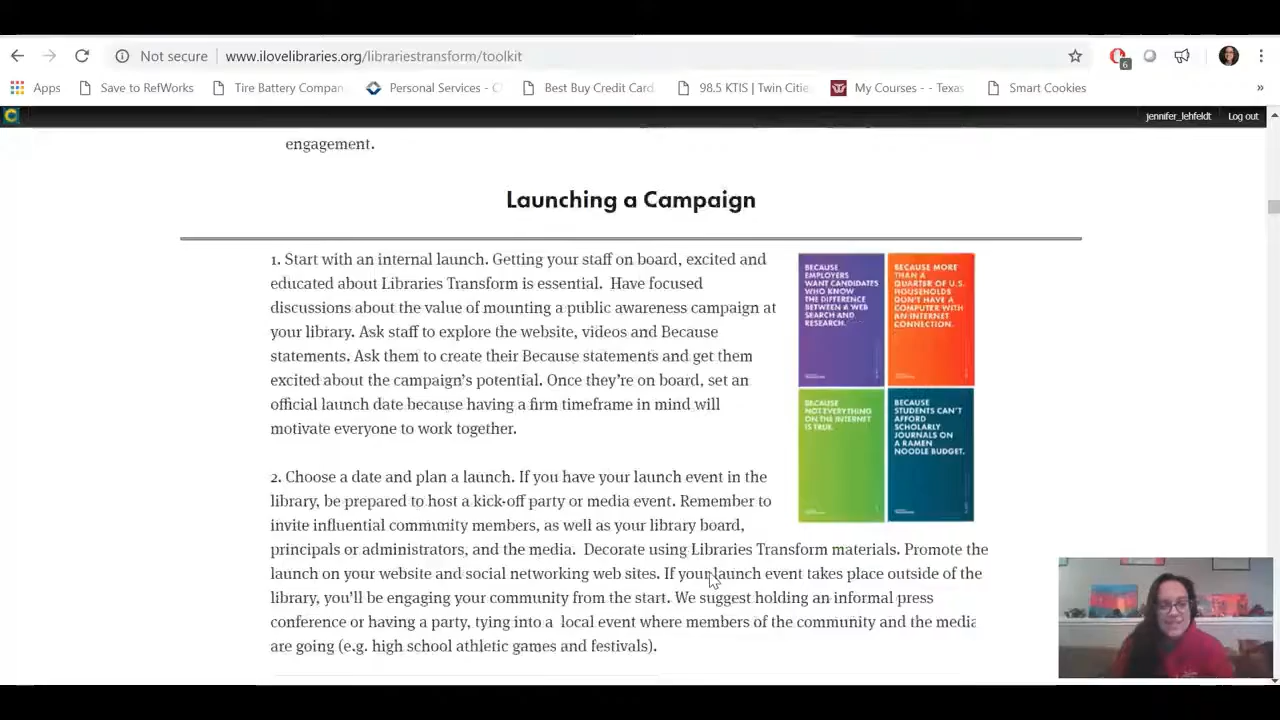 Not secure
www.ilovelibraries.org/librariestransform/toolkit
6
Apps
Save to RefWorks
Tire Battery Compan
Personal Services - C
Best Buy Credit Card
98.5 KTIS | Twin Citie
My Courses - - Texas
Smart Cookies
»
C
jennifer_lehfeldt
Log out
engagement.
Launching a Campaign
1. Start with an internal launch. Getting your staff on board, excited and
educated about Libraries Transform is essential. Have focused
discussions about the value of mounting a public awareness campaign at
your library. Ask staff to explore the website, videos and Because
statements. Ask them to create their Because statements and get them
excited about the campaign's potential. Once they're on board, set an
official launch date because having a firm timeframe in mind will
motivate everyone to work together.
BECAUSE
EMPLOYERS
WANT CANDIDATES
WHO KNOW
THE DIFFERENCE
BETWEEN A WEB
SEARCH AND
RESEARCH.
BECAUSE MORE
THAN A
QUARTER OF U.S.
HOUSEHOLDS
DON'T HAVE A
COMPUTER WITH
AN INTERNET
CONNECTION.
BECAUSE
NOT EVERYTHING
ON THE INTERNET
IS TRUE.
BECAUSE
STUDENTS CAN'T
AFFORD
SCHOLARLY
JOURNALS ON
A RAMEN
NOODLE BUDGET.
2. Choose a date and plan a launch. If you have your launch event in the
library, be prepared to host a kick-off party or media event. Remember to
invite influential community members, as well as your library board,
principals or administrators, and the media. Decorate using Libraries Transform materials. Promote the
launch on your website and social networking web sites. If your launch event takes place outside of the
library, you'll be engaging your community from the start. We suggest holding an informal press
conference or having a party, tying into a local event where members of the community and the media
are going (e.g. high school athletic games and festivals).